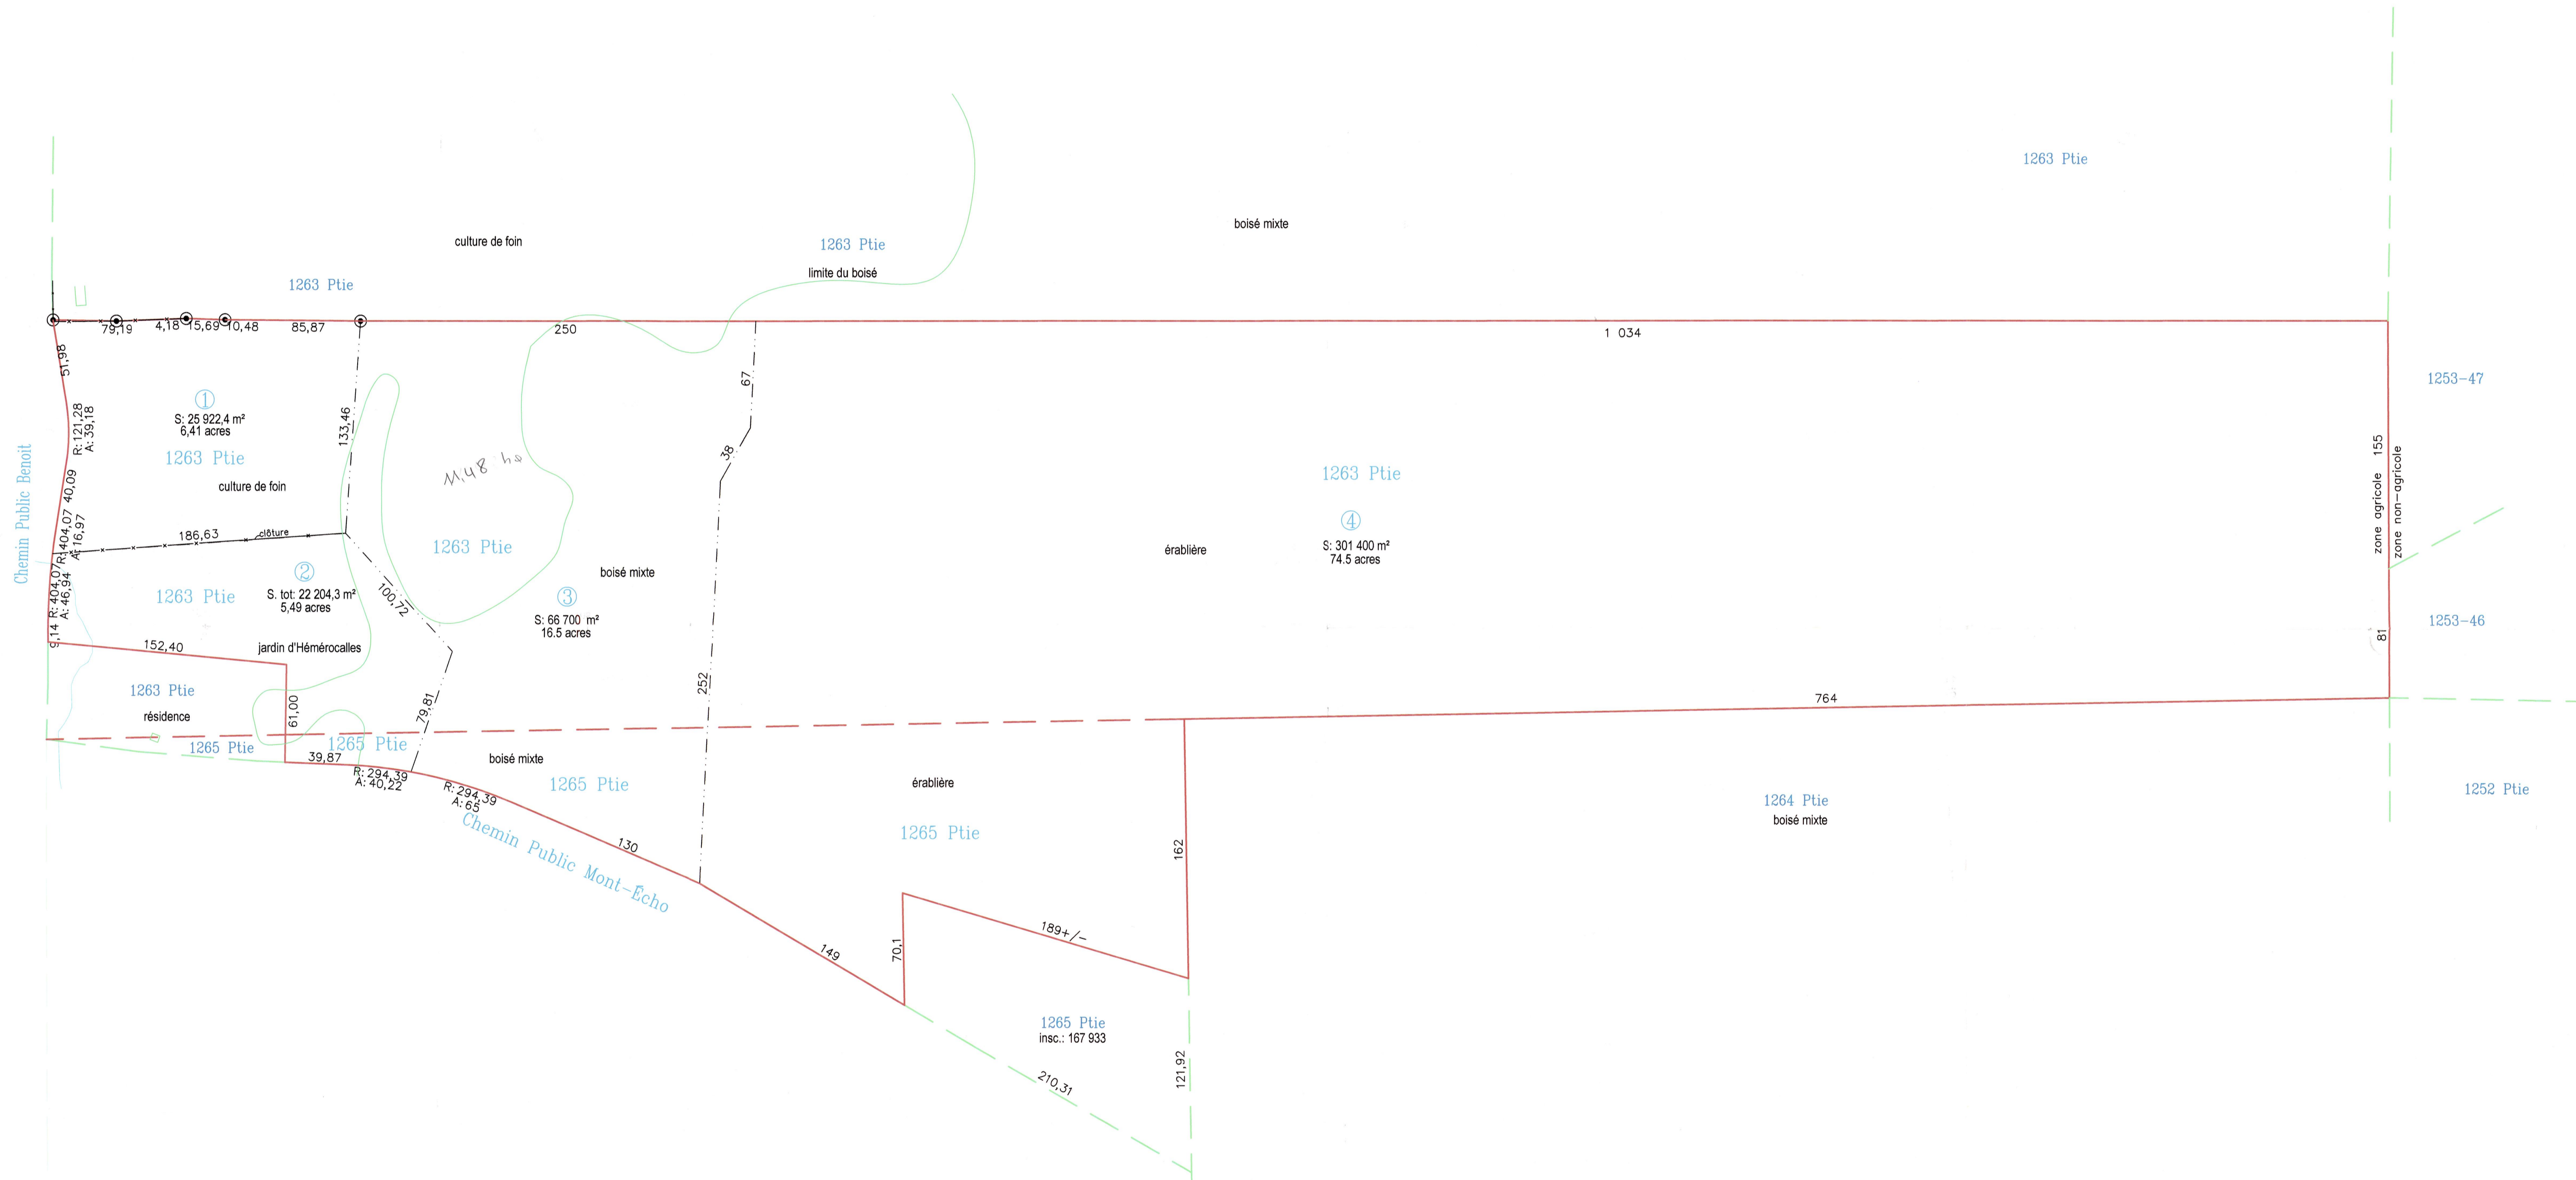 1263 Ptie
boisé mixte
culture de foin
1263 Ptie
limite du boisé
1263 Ptie
79,19
4,18
15,69
10,48
85,87
250
1 034
51,98
R: 121,28
A: 39,18
40,09
R: 404,07
A: 16,97
R: 404,07
A: 46,94
9,14
Chemin Public Benoit
1
S: 25 922,4 m²
6,41 acres
1263 Ptie
culture de foin
133,46
186,63
clôture
2
1263 Ptie
S. tot: 22 204,3 m²
5,49 acres
jardin d'Hémérocalles
152,40
1263 Ptie
résidence
61,00
1265 Ptie
1265 Ptie
39,87
R: 294,39
A: 40,22
100,72
79,81
11,48 ha
1263 Ptie
boisé mixte
3
S: 66 700 m²
16.5 acres
67
38
252
boisé mixte
1265 Ptie
R: 294,39
A: 65
130
Chemin Public Mont-Écho
1263 Ptie
4
S: 301 400 m²
74.5 acres
érablière
érablière
1265 Ptie
149
70,1
189+/-
162
764
155
81
zone agricole
zone non-agricole
1253-47
1253-46
1252 Ptie
1264 Ptie
boisé mixte
1265 Ptie
insc.: 167 933
210,31
121,92